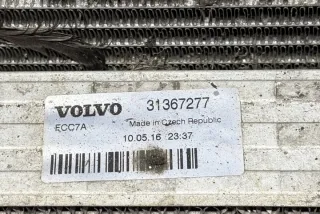 VOLVO 31367277
ECC7A Made in Czech Republic
10.05.16 23:37